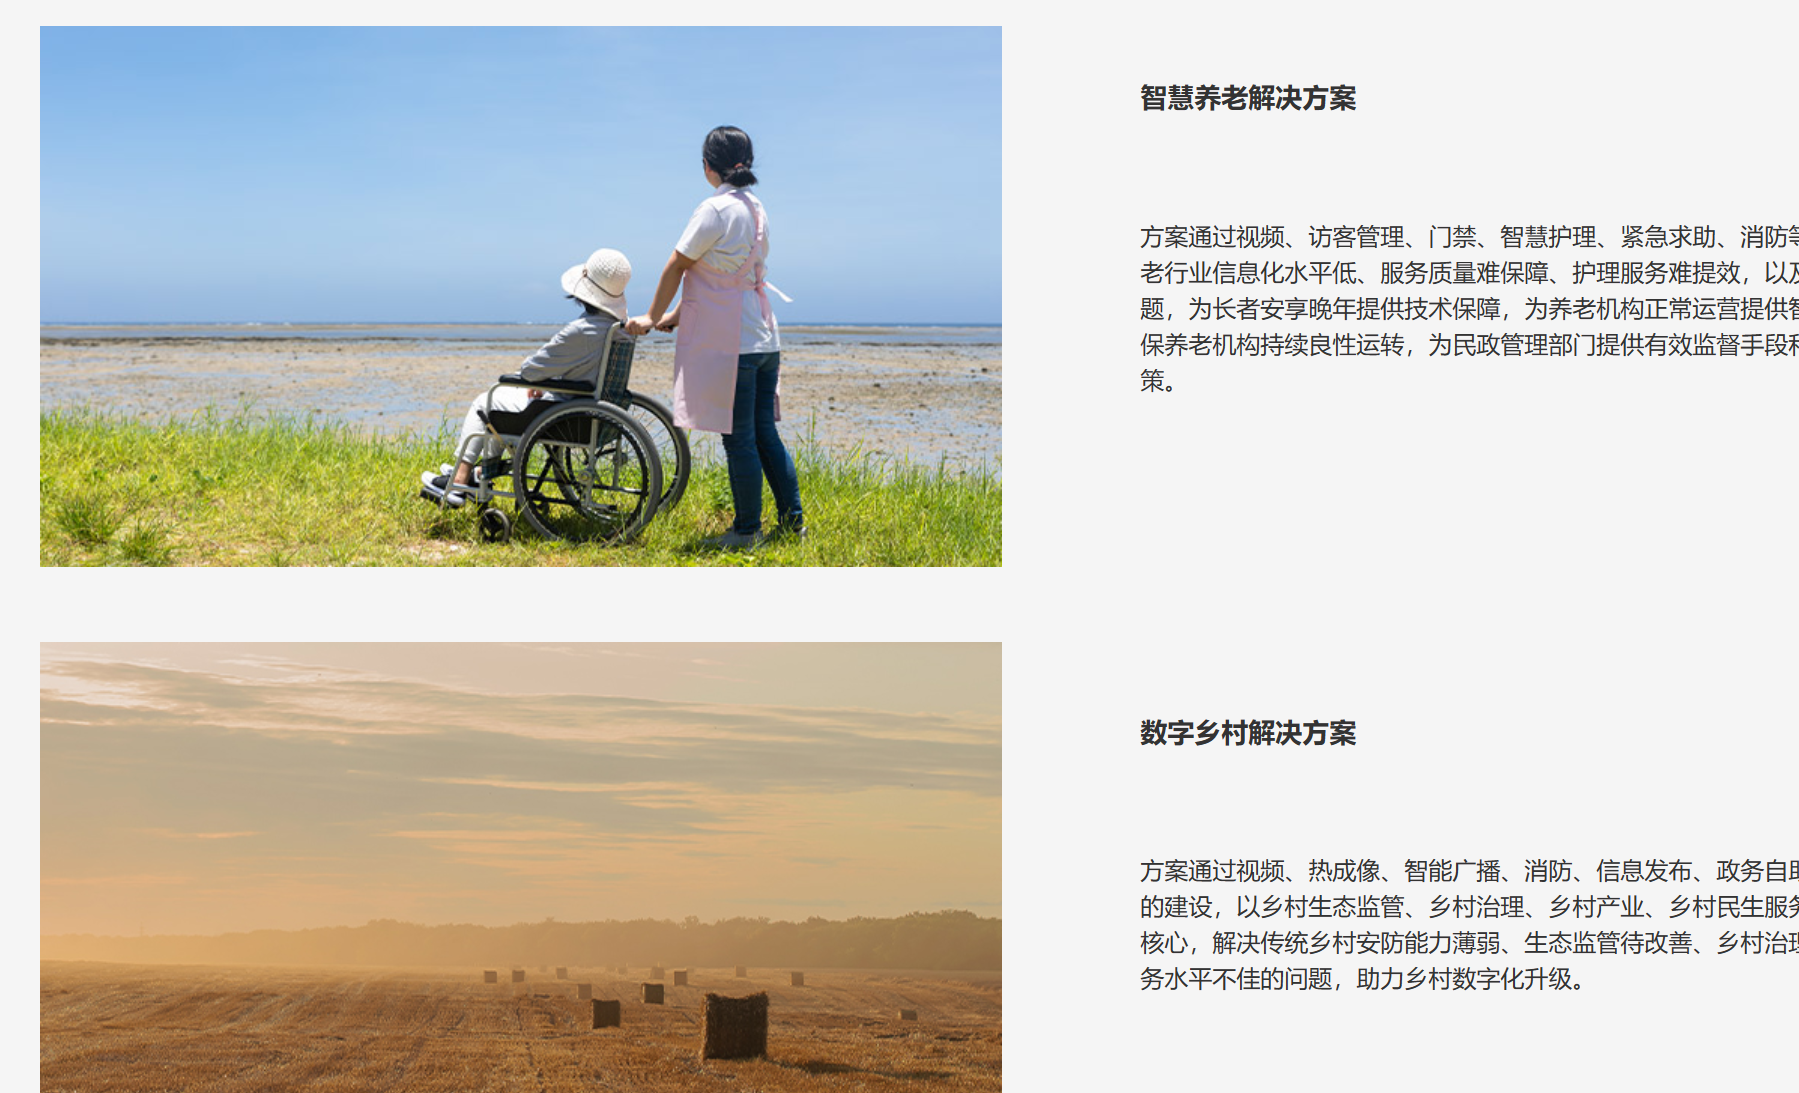 智慧养老解决方案
方案通过视频、访客管理、门禁、智慧护理、紧急求助、消防等
老行业信息化水平低、服务质量难保障、护理服务难提效，以及
题，为长者安享晚年提供技术保障，为养老机构正常运营提供智
保养老机构持续良性运转，为民政管理部门提供有效监督手段和
策。
数字乡村解决方案
方案通过视频、热成像、智能广播、消防、信息发布、政务自助
的建设，以乡村生态监管、乡村治理、乡村产业、乡村民生服务
核心，解决传统乡村安防能力薄弱、生态监管待改善、乡村治理
务水平不佳的问题，助力乡村数字化升级。